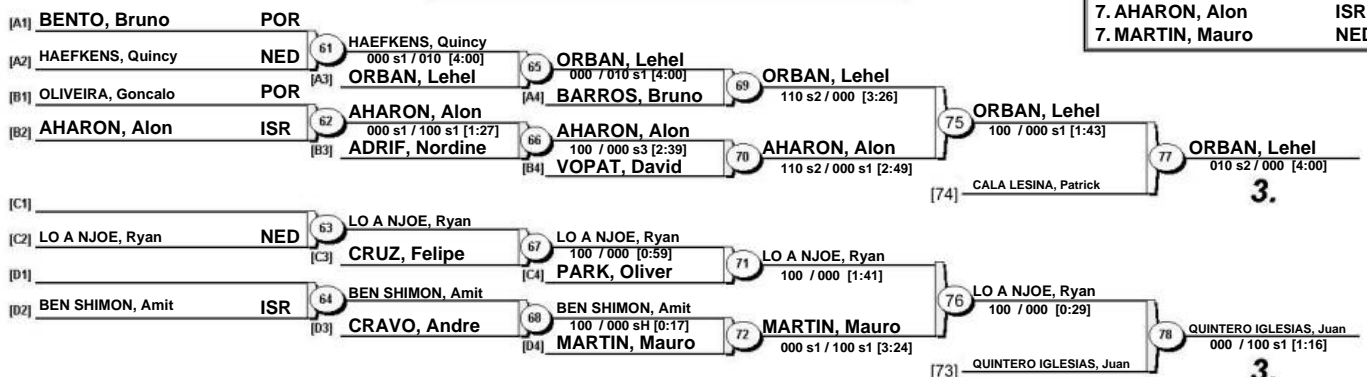 7. AHARON, Alon ISR
7. MARTIN, Mauro NED
[A1] BENTO, Bruno POR
[A2] HAEFKENS, Quincy NED
61 HAEFKENS, Quincy
000 s1 / 010 [4:00]
[A3] ORBAN, Lehel
65 ORBAN, Lehel
000 / 010 s1 [4:00]
[A4] BARROS, Bruno
69 ORBAN, Lehel
110 s2 / 000 [3:26]
[B1] OLIVEIRA, Goncalo POR
[B2] AHARON, Alon ISR
62 AHARON, Alon
000 s1 / 100 s1 [1:27]
[B3] ADRIF, Nordine
66 AHARON, Alon
100 / 000 s3 [2:39]
[B4] VOPAT, David
70 AHARON, Alon
110 s2 / 000 s1 [2:49]
75 ORBAN, Lehel
100 / 000 s1 [1:43]
[74] CALA LESINA, Patrick
77 ORBAN, Lehel
010 s2 / 000 [4:00]
3.
[C1]
[C2] LO A NJOE, Ryan NED
63 LO A NJOE, Ryan
[C3] CRUZ, Felipe
67 LO A NJOE, Ryan
100 / 000 [0:59]
[C4] PARK, Oliver
71 LO A NJOE, Ryan
100 / 000 [1:41]
[D1]
[D2] BEN SHIMON, Amit ISR
64 BEN SHIMON, Amit
[D3] CRAVO, Andre
68 BEN SHIMON, Amit
100 / 000 sH [0:17]
[D4] MARTIN, Mauro
72 MARTIN, Mauro
000 s1 / 100 s1 [3:24]
76 LO A NJOE, Ryan
100 / 000 [0:29]
[73] QUINTERO IGLESIAS, Juan
78 QUINTERO IGLESIAS, Juan
000 / 100 s1 [1:16]
3.